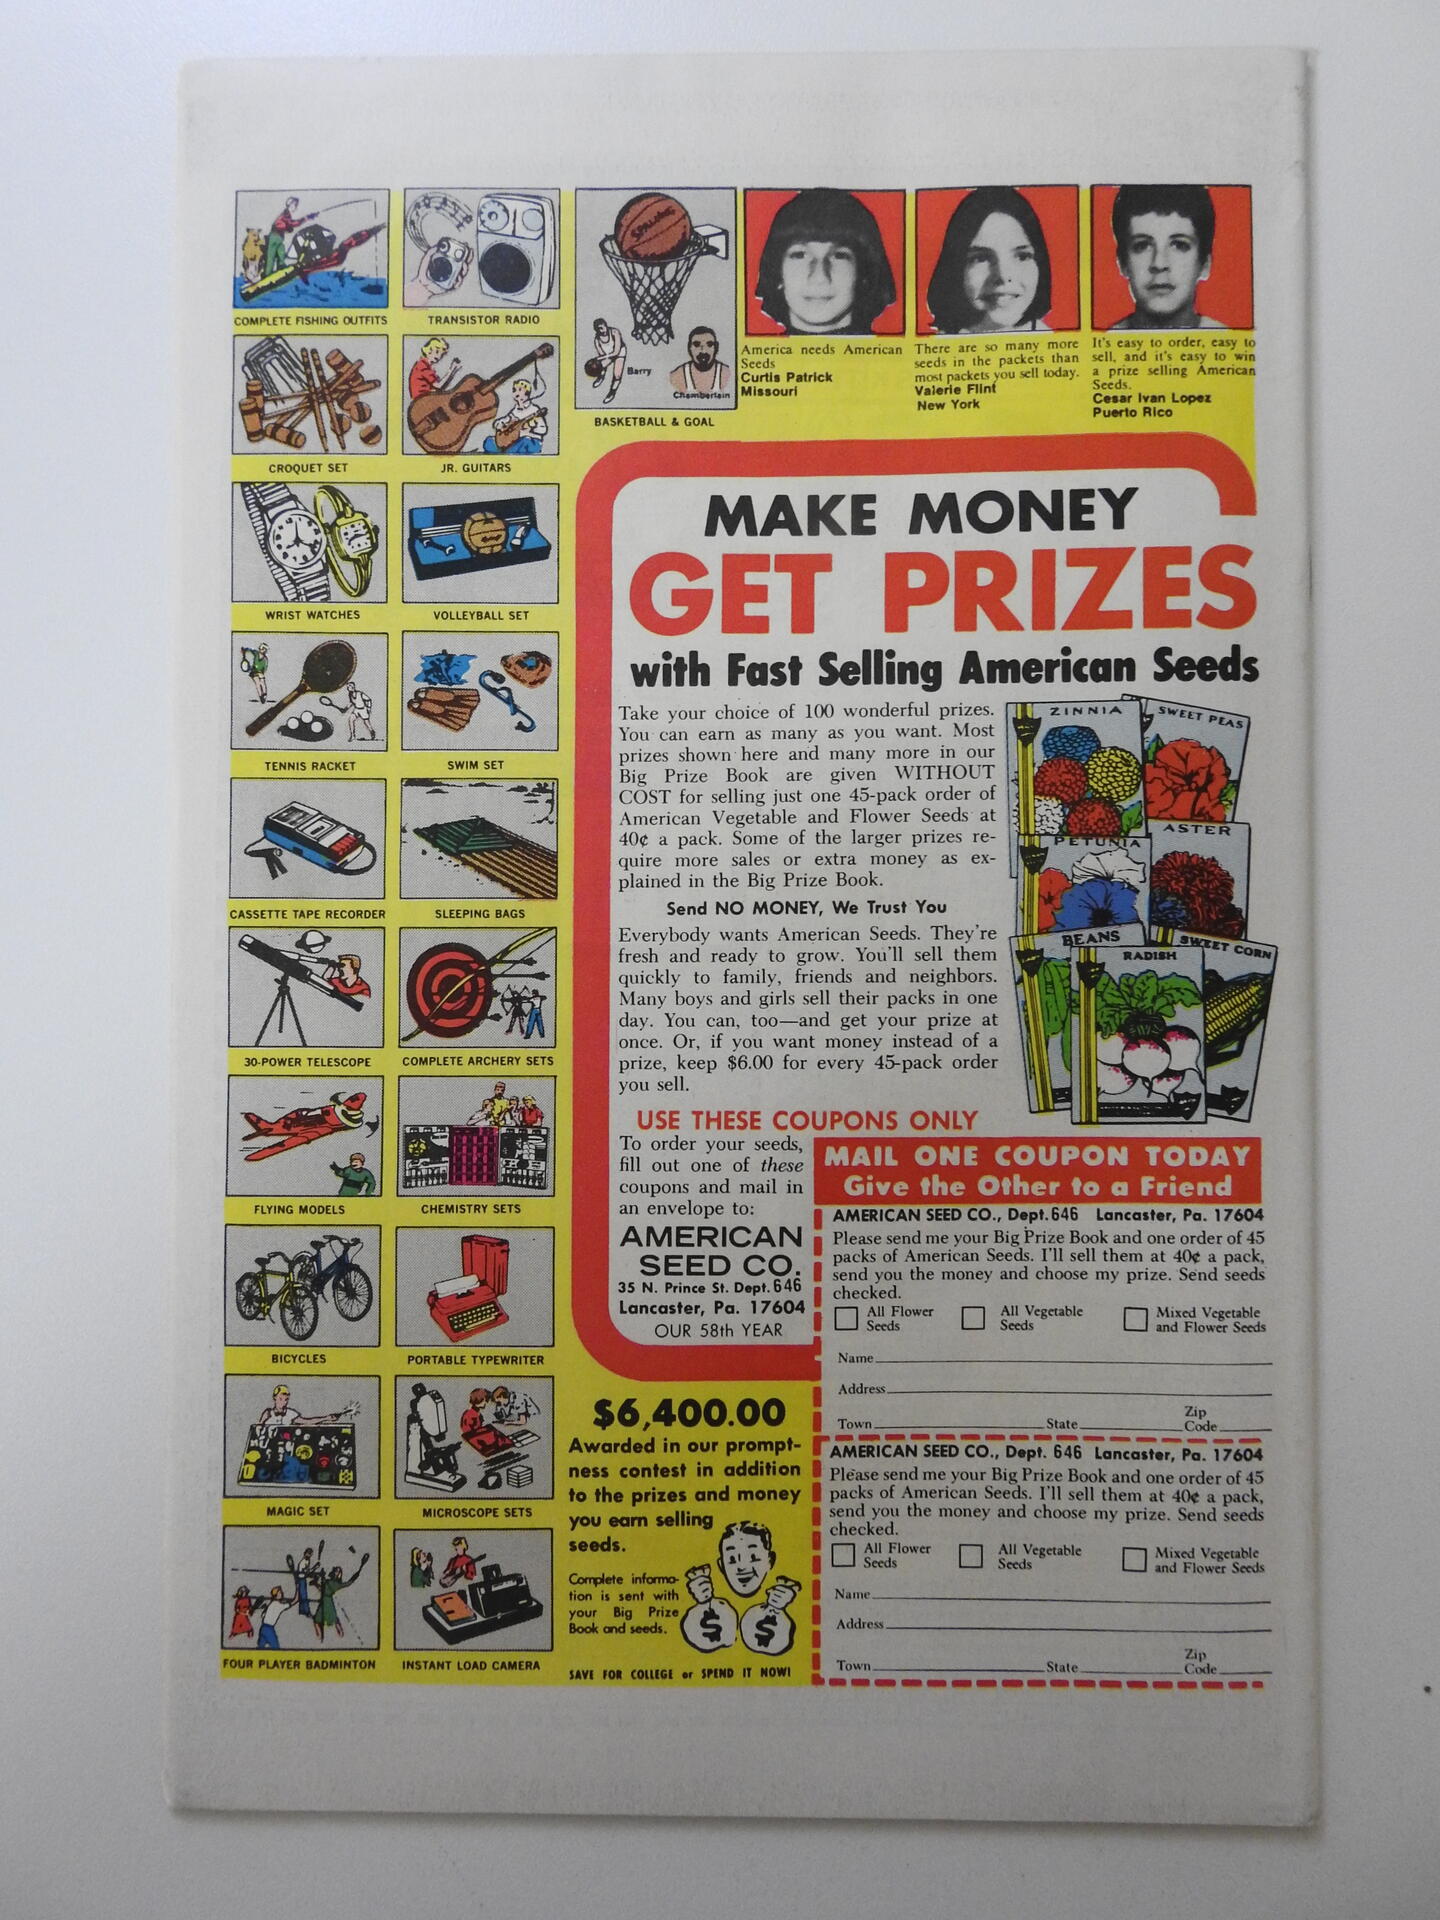 COMPLETE FISHING OUTFITS
TRANSISTOR RADIO
SPALDING
Barry
Chamberlain
BASKETBALL & GOAL
America needs American
Seeds
Curtis Patrick
Missouri
There are so many more
seeds in the packets than
most packets you sell today.
Valerie Flint
New York
It's easy to order, easy to
sell, and it's easy to win
a prize selling American
Seeds.
Cesar Ivan Lopez
Puerto Rico
CROQUET SET
JR. GUITARS
WRIST WATCHES
VOLLEYBALL SET
TENNIS RACKET
SWIM SET
CASSETTE TAPE RECORDER
SLEEPING BAGS
30-POWER TELESCOPE
COMPLETE ARCHERY SETS
FLYING MODELS
CHEMISTRY SETS
BICYCLES
PORTABLE TYPEWRITER
MAGIC SET
MICROSCOPE SETS
FOUR PLAYER BADMINTON
INSTANT LOAD CAMERA
MAKE MONEY
GET PRIZES
with Fast Selling American Seeds
Take your choice of 100 wonderful prizes.
You can earn as many as you want. Most
prizes shown here and many more in our
Big Prize Book are given WITHOUT
COST for selling just one 45-pack order of
American Vegetable and Flower Seeds at
40¢ a pack. Some of the larger prizes re-
quire more sales or extra money as ex-
plained in the Big Prize Book.
Send NO MONEY, We Trust You
Everybody wants American Seeds. They're
fresh and ready to grow. You'll sell them
quickly to family, friends and neighbors.
Many boys and girls sell their packs in one
day. You can, too—and get your prize at
once. Or, if you want money instead of a
prize, keep $6.00 for every 45-pack order
you sell.
ZINNIA
SWEET PEAS
PETUNIA
ASTER
BEANS
RADISH
SWEET CORN
USE THESE COUPONS ONLY
To order your seeds,
fill out one of these
coupons and mail in
an envelope to:
AMERICAN
SEED CO.
35 N. Prince St. Dept. 646
Lancaster, Pa. 17604
OUR 58th YEAR
$6,400.00
Awarded in our prompt-
ness contest in addition
to the prizes and money
you earn selling
seeds.
Complete informa-
tion is sent with
your Big Prize
Book and seeds.
$ $
SAVE FOR COLLEGE or SPEND IT NOW!
MAIL ONE COUPON TODAY
Give the Other to a Friend
AMERICAN SEED CO., Dept. 646 Lancaster, Pa. 17604
Please send me your Big Prize Book and one order of 45
packs of American Seeds. I'll sell them at 40¢ a pack,
send you the money and choose my prize. Send seeds
checked.
All Flower
Seeds
All Vegetable
Seeds
Mixed Vegetable
and Flower Seeds
Name
Address
Town State Zip
Code
AMERICAN SEED CO., Dept. 646 Lancaster, Pa. 17604
Please send me your Big Prize Book and one order of 45
packs of American Seeds. I'll sell them at 40¢ a pack,
send you the money and choose my prize. Send seeds
checked.
All Flower
Seeds
All Vegetable
Seeds
Mixed Vegetable
and Flower Seeds
Name
Address
Town State Zip
Code